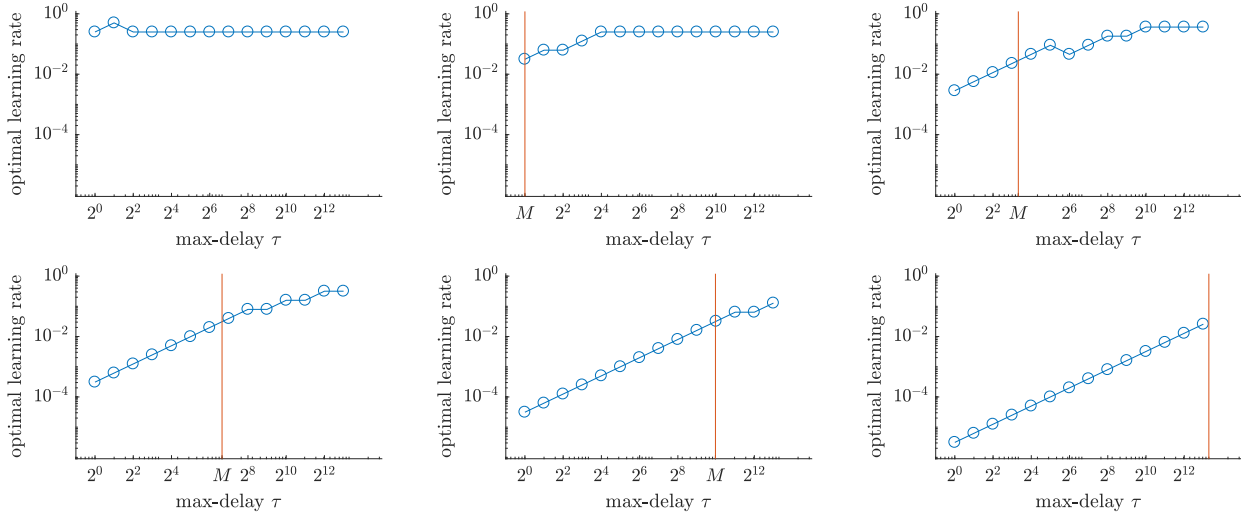 optimal learning rate
10^0
10^-2
10^-4
2^0 2^2 2^4 2^6 2^8 2^10 2^12
max-delay τ
optimal learning rate
10^0
10^-2
10^-4
M 2^2 2^4 2^6 2^8 2^10 2^12
max-delay τ
optimal learning rate
10^0
10^-2
10^-4
2^0 2^2 M 2^6 2^8 2^10 2^12
max-delay τ
optimal learning rate
10^0
10^-2
10^-4
2^0 2^2 2^4 M 2^8 2^10 2^12
max-delay τ
optimal learning rate
10^0
10^-2
10^-4
2^0 2^2 2^4 2^6 2^8 M 2^12
max-delay τ
optimal learning rate
10^0
10^-2
10^-4
2^0 2^2 2^4 2^6 2^8 2^10 2^12
max-delay τ